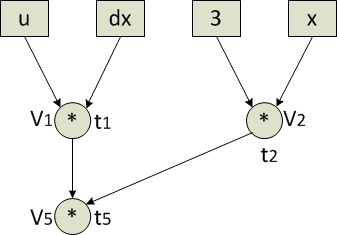 u dx 3 x
V1 * t1 * V2
t2
V5 * t5